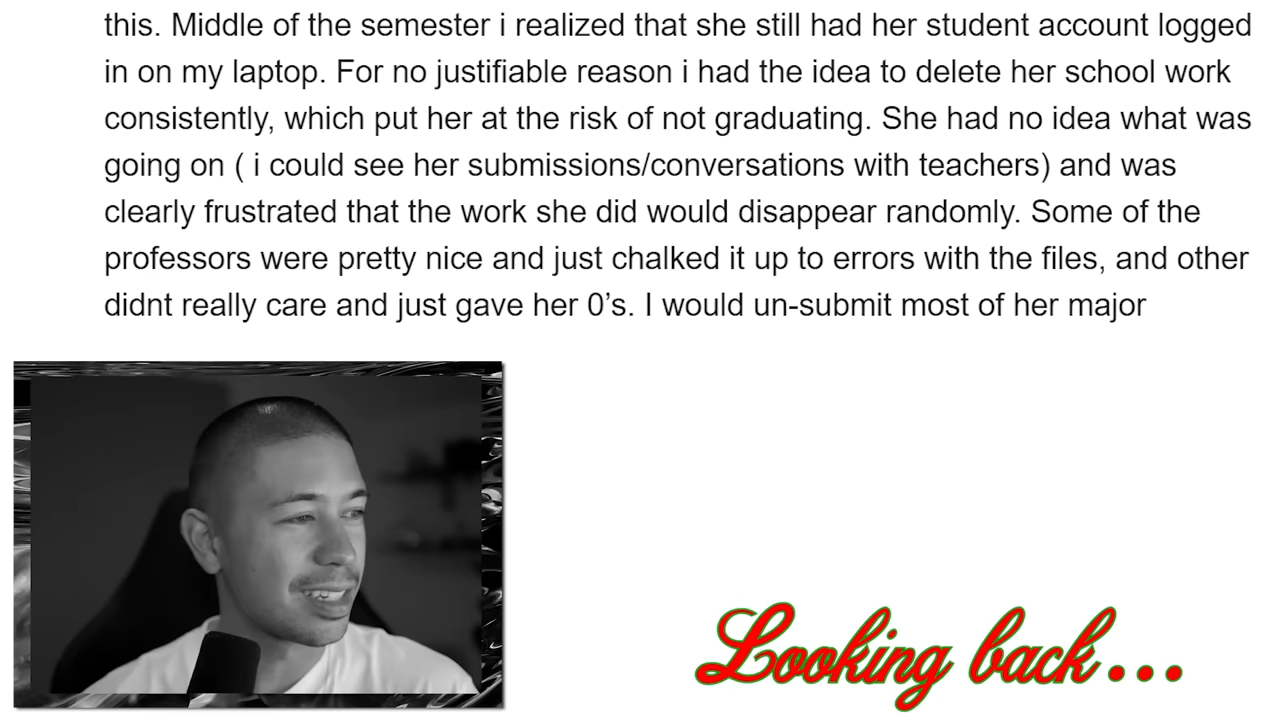 this. Middle of the semester i realized that she still had her student account logged
in on my laptop. For no justifiable reason i had the idea to delete her school work
consistently, which put her at the risk of not graduating. She had no idea what was
going on ( i could see her submissions/conversations with teachers) and was
clearly frustrated that the work she did would disappear randomly. Some of the
professors were pretty nice and just chalked it up to errors with the files, and other
didnt really care and just gave her 0’s. I would un-submit most of her major
Looking back...